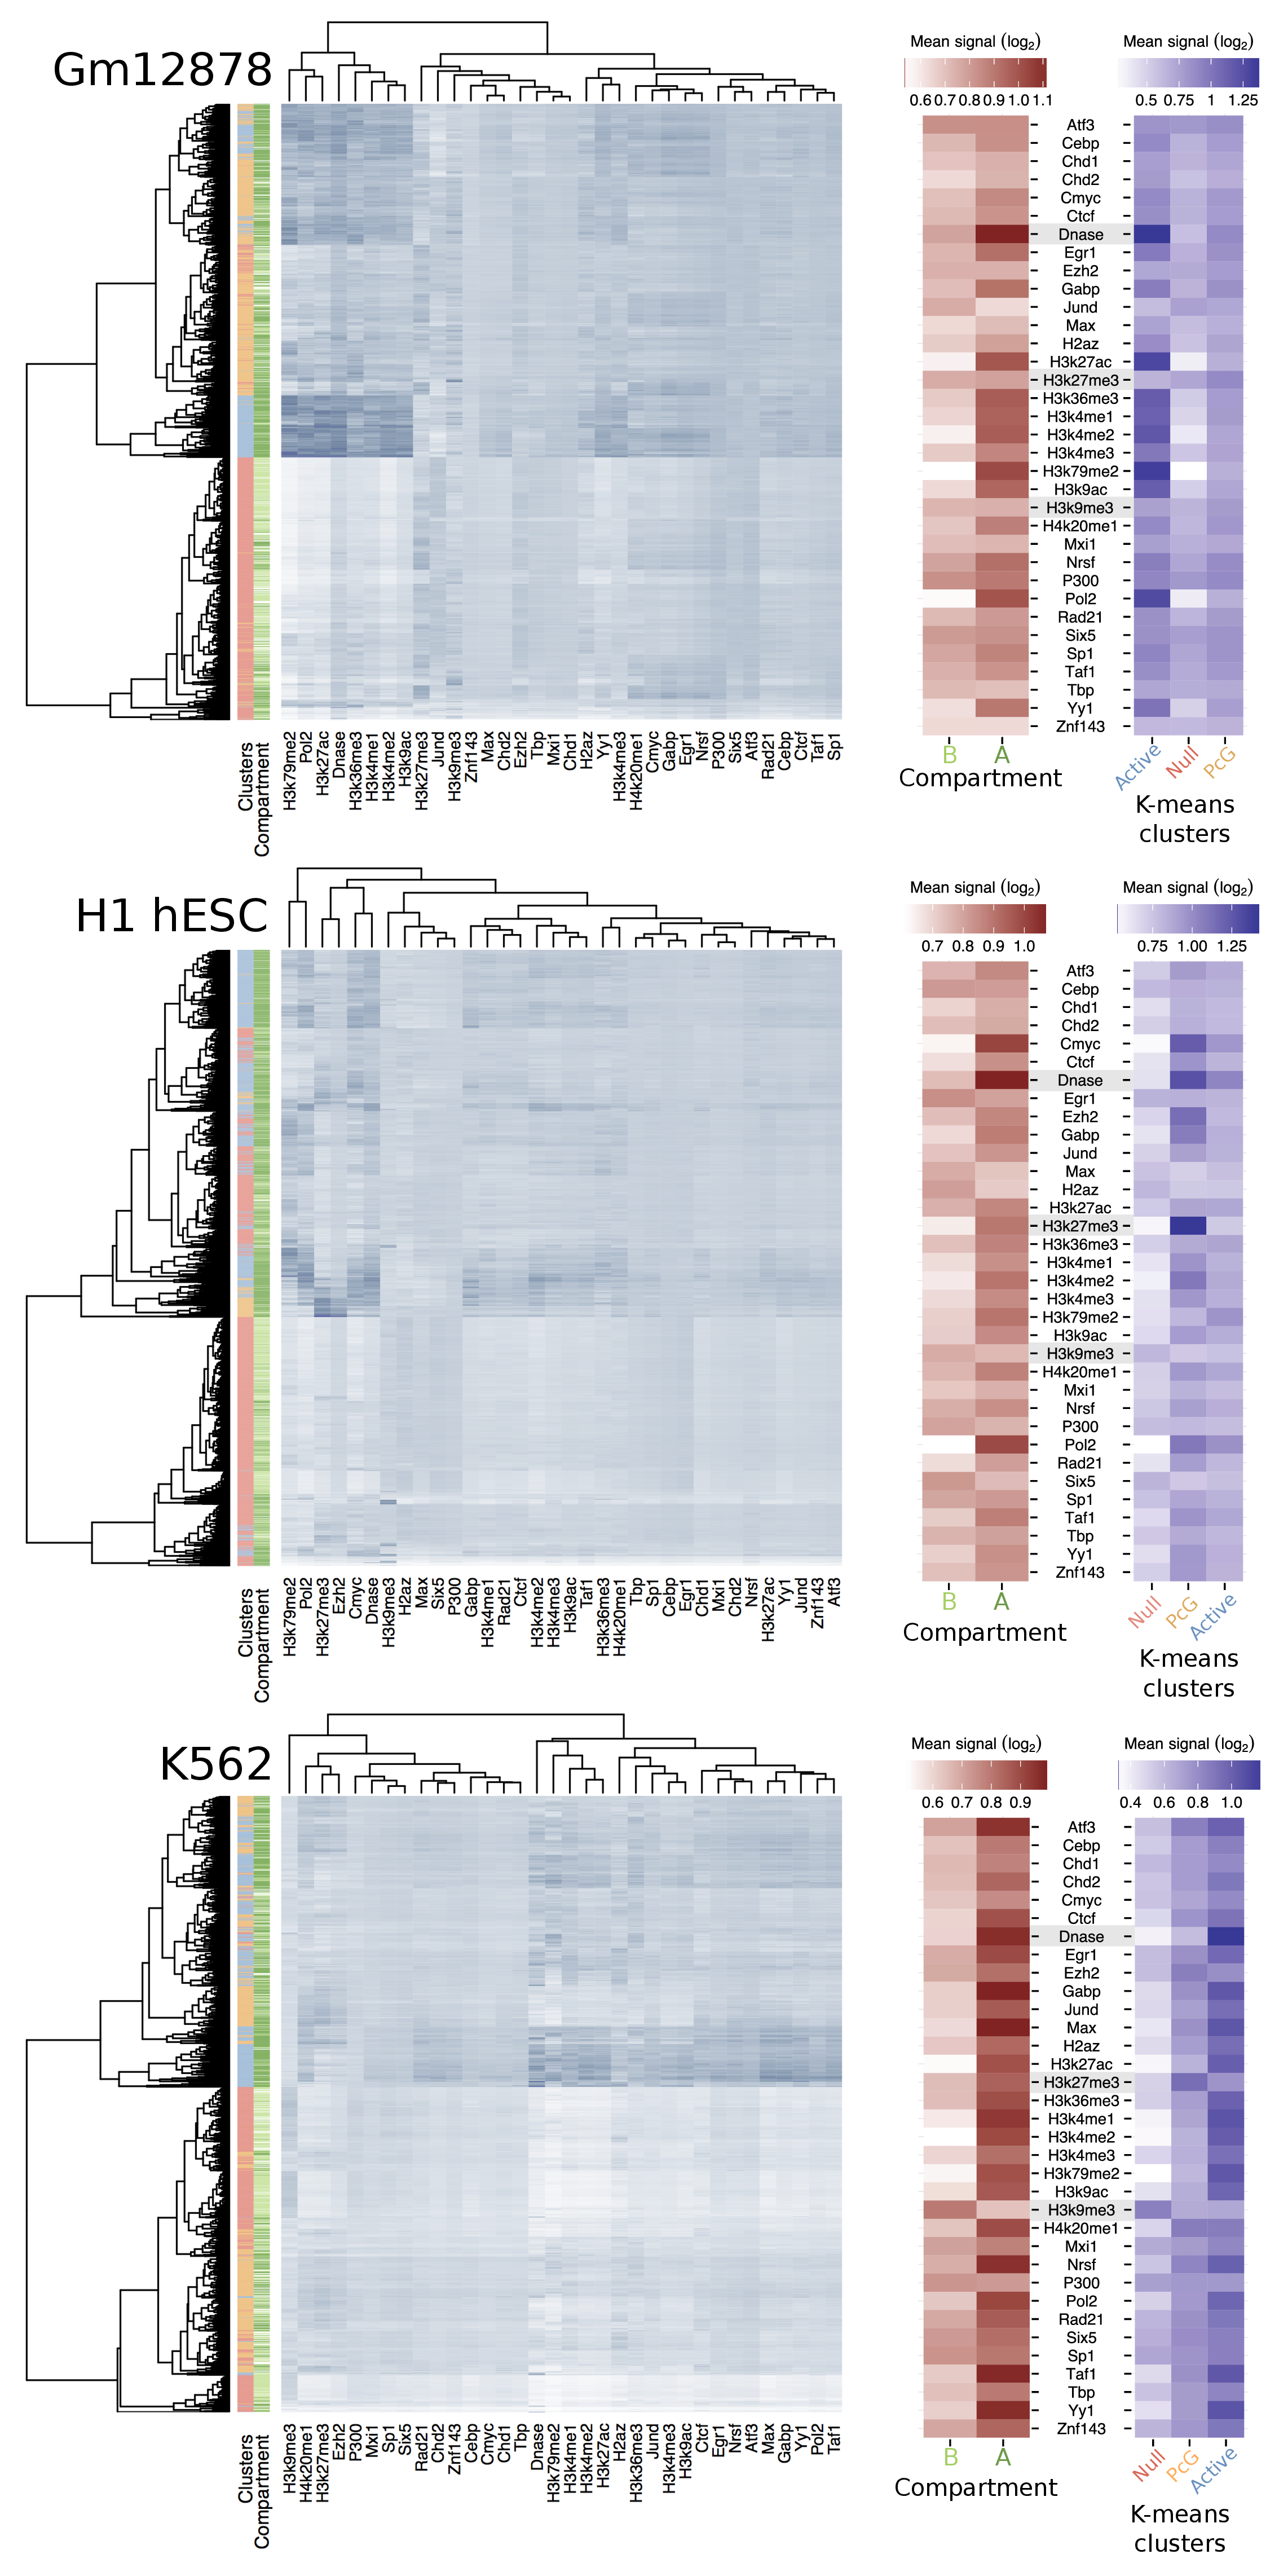 Gm12878
Mean signal (log2)
0.6 0.7 0.8 0.9 1.0 1.1
Mean signal (log2)
0.5 0.75 1 1.25
Atf3
Cebp
Chd1
Chd2
Cmyc
Ctcf
Dnase
Egr1
Ezh2
Gabp
Jund
Max
H2az
H3k27ac
H3k27me3
H3k36me3
H3k4me1
H3k4me2
H3k4me3
H3k79me2
H3k9ac
H3k9me3
H4k20me1
Mxi1
Nrsf
P300
Pol2
Rad21
Six5
Sp1
Taf1
Tbp
Yy1
Znf143
B A
Compartment
Active Null PcG
K-means
clusters
Clusters
Compartment
H3k79me2
Pol2
H3k27ac
Dnase
H3k36me3
H3k4me1
H3k4me2
H3k9ac
H3k27me3
Jund
H3k9me3
Znf143
Max
Chd2
Ezh2
Tbp
Mxi1
Chd1
H2az
Yy1
H3k4me3
H4k20me1
Cmyc
Gabp
Egr1
Nrsf
P300
Six5
Atf3
Rad21
Cebp
Ctcf
Taf1
Sp1
H1 hESC
Mean signal (log2)
0.7 0.8 0.9 1.0
Mean signal (log2)
0.75 1.00 1.25
Atf3
Cebp
Chd1
Chd2
Cmyc
Ctcf
Dnase
Egr1
Ezh2
Gabp
Jund
Max
H2az
H3k27ac
H3k27me3
H3k36me3
H3k4me1
H3k4me2
H3k4me3
H3k79me2
H3k9ac
H3k9me3
H4k20me1
Mxi1
Nrsf
P300
Pol2
Rad21
Six5
Sp1
Taf1
Tbp
Yy1
Znf143
B A
Compartment
Null PcG Active
K-means
clusters
Clusters
Compartment
H3k79me2
Pol2
H3k27me3
Ezh2
Cmyc
Dnase
H3k9me3
H2az
Max
Six5
P300
Gabp
H3k4me1
Rad21
Ctcf
H3k4me2
H3k4me3
H3k9ac
Taf1
H3k36me3
H4k20me1
Tbp
Sp1
Cebp
Egr1
Chd1
Mxi1
Chd2
Nrsf
H3k27ac
Yy1
Jund
Znf143
Atf3
K562
Mean signal (log2)
0.6 0.7 0.8 0.9
Mean signal (log2)
0.4 0.6 0.8 1.0
Atf3
Cebp
Chd1
Chd2
Cmyc
Ctcf
Dnase
Egr1
Ezh2
Gabp
Jund
Max
H2az
H3k27ac
H3k27me3
H3k36me3
H3k4me1
H3k4me2
H3k4me3
H3k79me2
H3k9ac
H3k9me3
H4k20me1
Mxi1
Nrsf
P300
Pol2
Rad21
Six5
Sp1
Taf1
Tbp
Yy1
Znf143
B A
Compartment
Null PcG Active
K-means
clusters
Clusters
Compartment
H3k9me3
H4k20me1
H3k27me3
Ezh2
P300
Mxi1
Sp1
Six5
Rad21
Chd2
Znf143
Cebp
Cmyc
Chd1
Tbp
Dnase
H3k79me2
H3k4me1
H3k4me2
H3k27ac
H2az
H3k36me3
Jund
H3k4me3
H3k9ac
Ctcf
Egr1
Nrsf
Atf3
Max
Gabp
Yy1
Pol2
Taf1